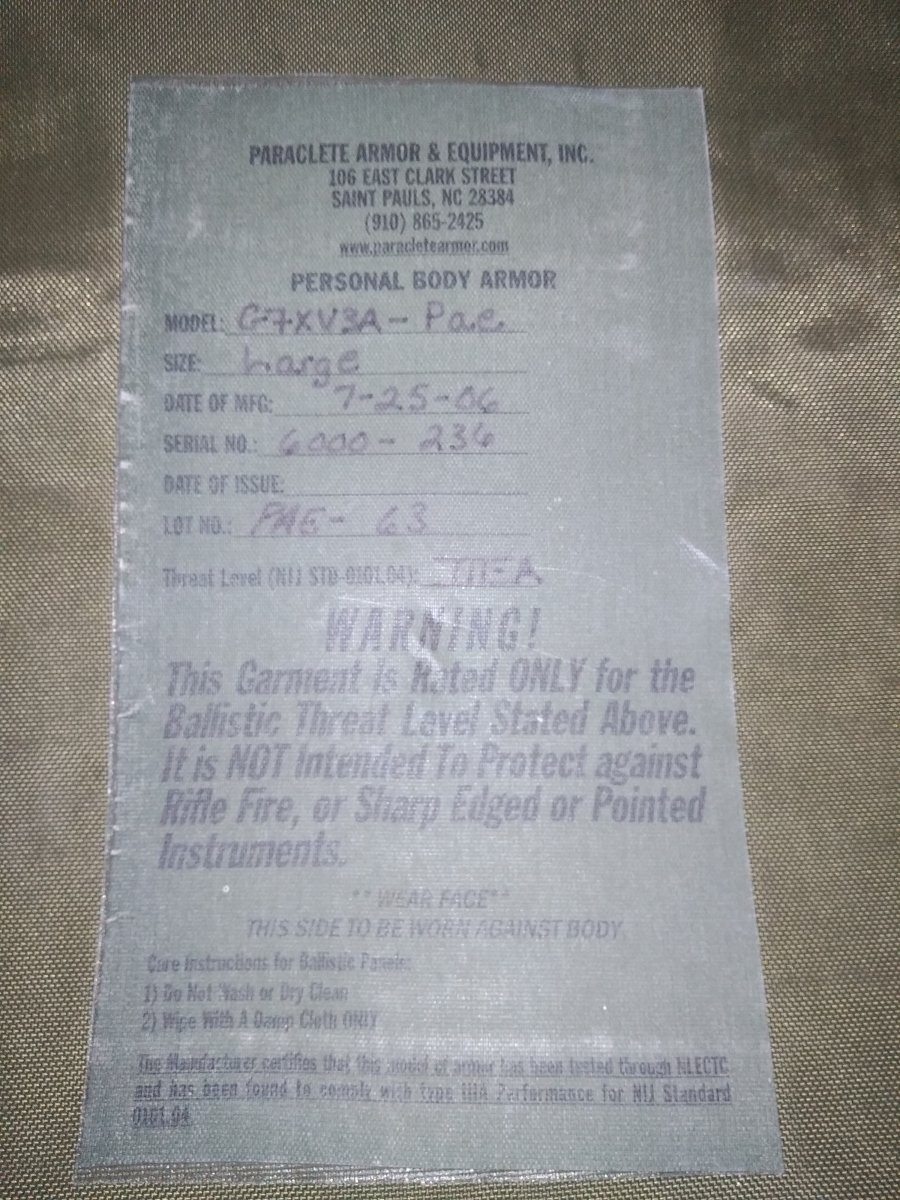 PARACLETE ARMOR & EQUIPMENT, INC.
106 EAST CLARK STREET
SAINT PAULS, NC 28384
(910) 865-2425
www.paracletearmor.com
PERSONAL BODY ARMOR
MODEL: G7XV3A - Pae
SIZE: Large
DATE OF MFG: 7-25-06
SERIAL NO.: 6000 - 236
DATE OF ISSUE:
LOT NO.: PAE - 63
Threat Level (NIJ STD-0101.04): IIIA
WARNING!
This Garment is Rated ONLY for the
Ballistic Threat Level Stated Above.
It is NOT Intended To Protect against
Rifle Fire, or Sharp Edged or Pointed
Instruments.
**WEAR FACE**
THIS SIDE TO BE WORN AGAINST BODY
Care Instructions for Ballistic Panels:
1) Do Not Wash or Dry Clean
2) Wipe With A Damp Cloth ONLY
The Manufacturer certifies that this model of armor has been tested through NLECTC
and has been found to comply with type IIIA Performance for NIJ Standard
0101.04